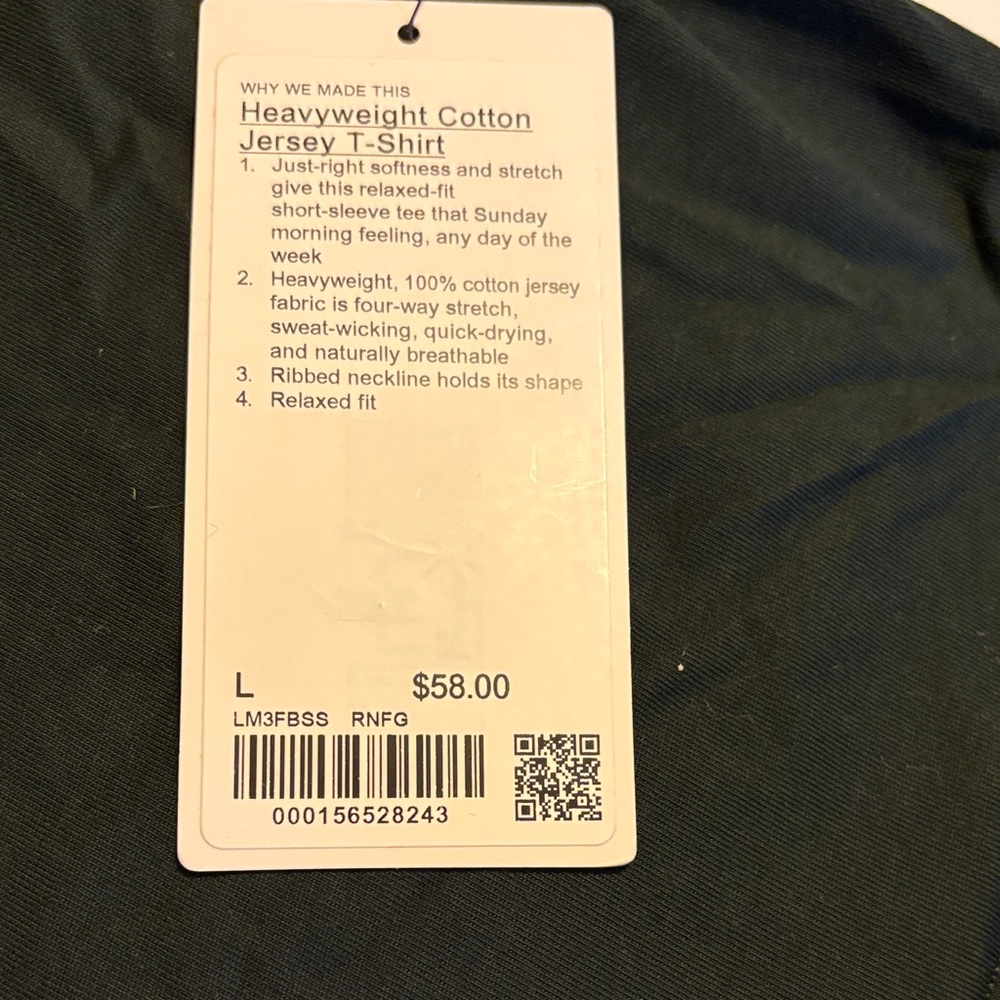 WHY WE MADE THIS
Heavyweight Cotton
Jersey T-Shirt
1. Just-right softness and stretch
give this relaxed-fit
short-sleeve tee that Sunday
morning feeling, any day of the
week
2. Heavyweight, 100% cotton jersey
fabric is four-way stretch,
sweat-wicking, quick-drying,
and naturally breathable
3. Ribbed neckline holds its shape
4. Relaxed fit
L $58.00
LM3FBSS RNFG
000156528243